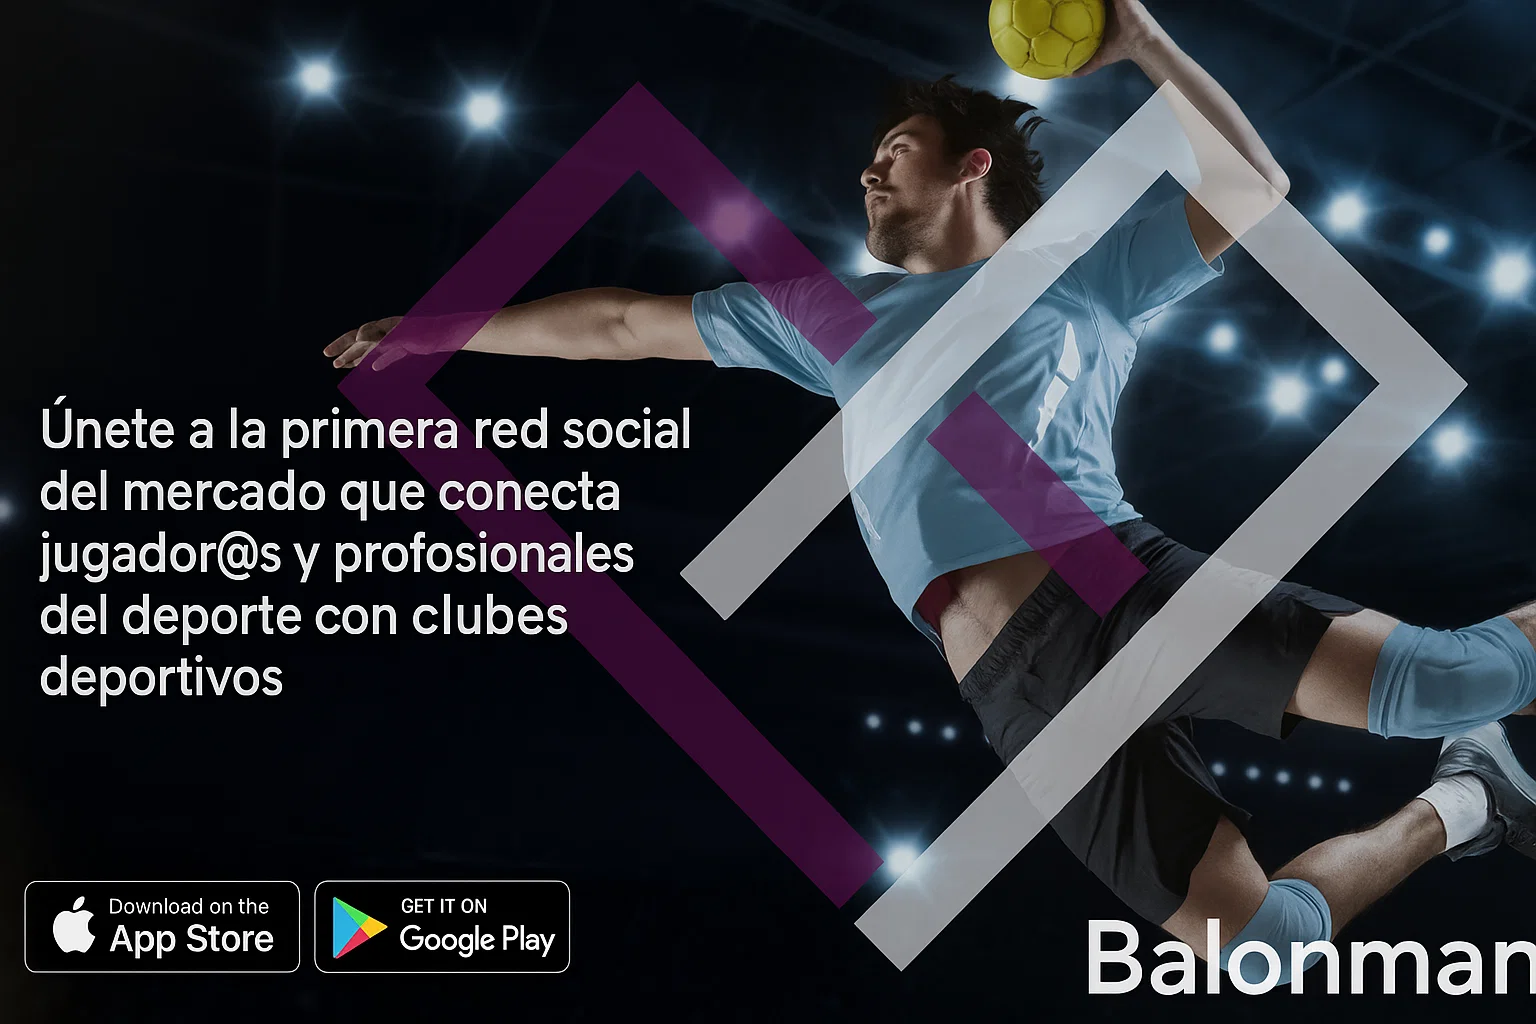 Únete a la primera red social
del mercado que conecta
jugador@s y profosionales
del deporte con clubes
deportivos
Download on the
App Store
GET IT ON
Google Play
Balonman